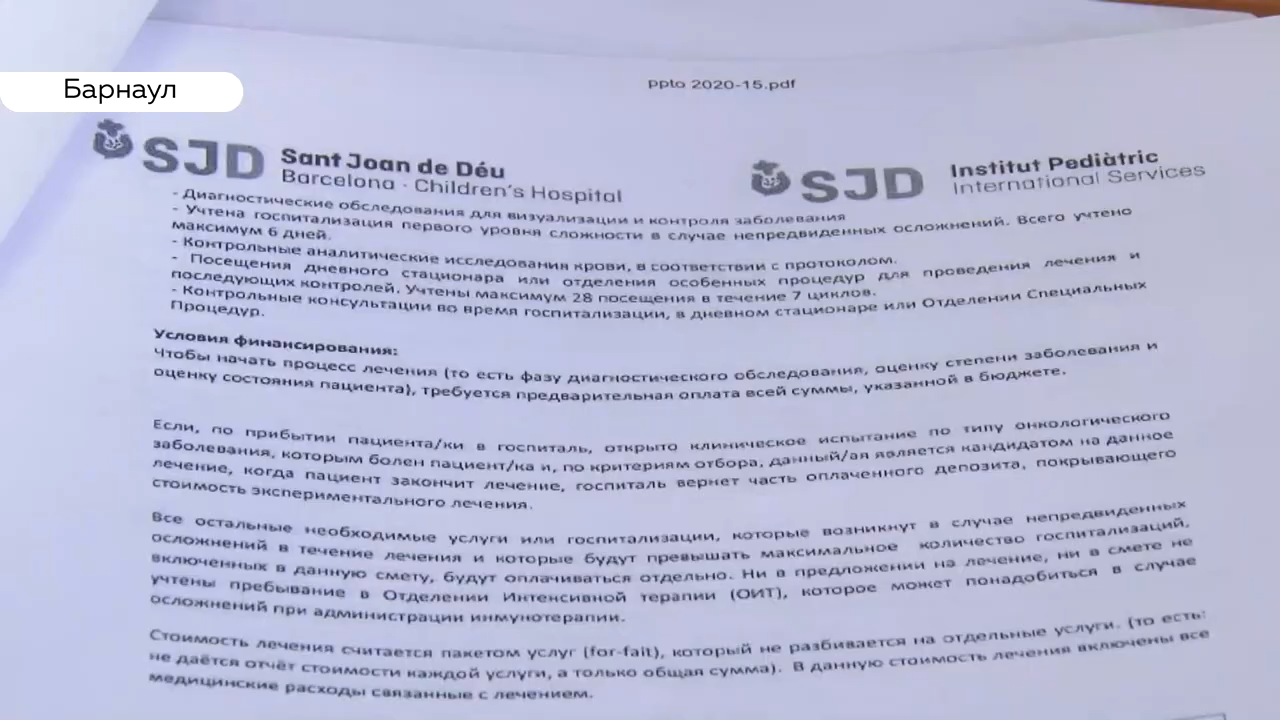 Барнаул
ppto 2020-15.pdf
SJD Sant Joan de Déu
Barcelona · Children's Hospital
SJD Institut Pediàtric
International Services
- Диагностические обследования для визуализации и контроля заболевания
- Учтена госпитализация первого уровня сложности в случае непредвиденных осложнений. Всего учтено
максимум 6 дней.
- Контрольные аналитические исследования крови, в соответствии с протоколом.
- Посещения дневного стационара или отделения особенных процедур для проведения лечения и
последующих контролей. Учтены максимум 28 посещения в течение 7 циклов.
- Контрольные консультации во время госпитализации, в дневном стационаре или Отделении Специальных
Процедур.
Условия финансирования:
Чтобы начать процесс лечения (то есть фазу диагностического обследования, оценку степени заболевания и
оценку состояния пациента), требуется предварительная оплата всей суммы, указанной в бюджете.
Если, по прибытии пациента/ки в госпиталь, открыто клиническое испытание по типу онкологического
заболевания, которым болен пациент/ка и, по критериям отбора, данный/ая является кандидатом на данное
лечение, когда пациент закончит лечение, госпиталь вернет часть оплаченного депозита, покрывающего
стоимость экспериментального лечения.
Все остальные необходимые услуги или госпитализации, которые возникнут в случае непредвиденных
осложнений в течение лечения и которые будут превышать максимальное количество госпитализаций,
включенных в данную смету, будут оплачиваться отдельно. Ни в предложении на лечение, ни в смете не
учтены пребывание в Отделении Интенсивной терапии (ОИТ), которое может понадобиться в случае
осложнений при администрации инмунотерапии.
Стоимость лечения считается пакетом услуг (for-fait), который не разбивается на отдельные услуги. (то есть:
не даётся отчёт стоимости каждой услуги, а только общая сумма). В данную стоимость лечения включены все
медицинские расходы связанные с лечением.